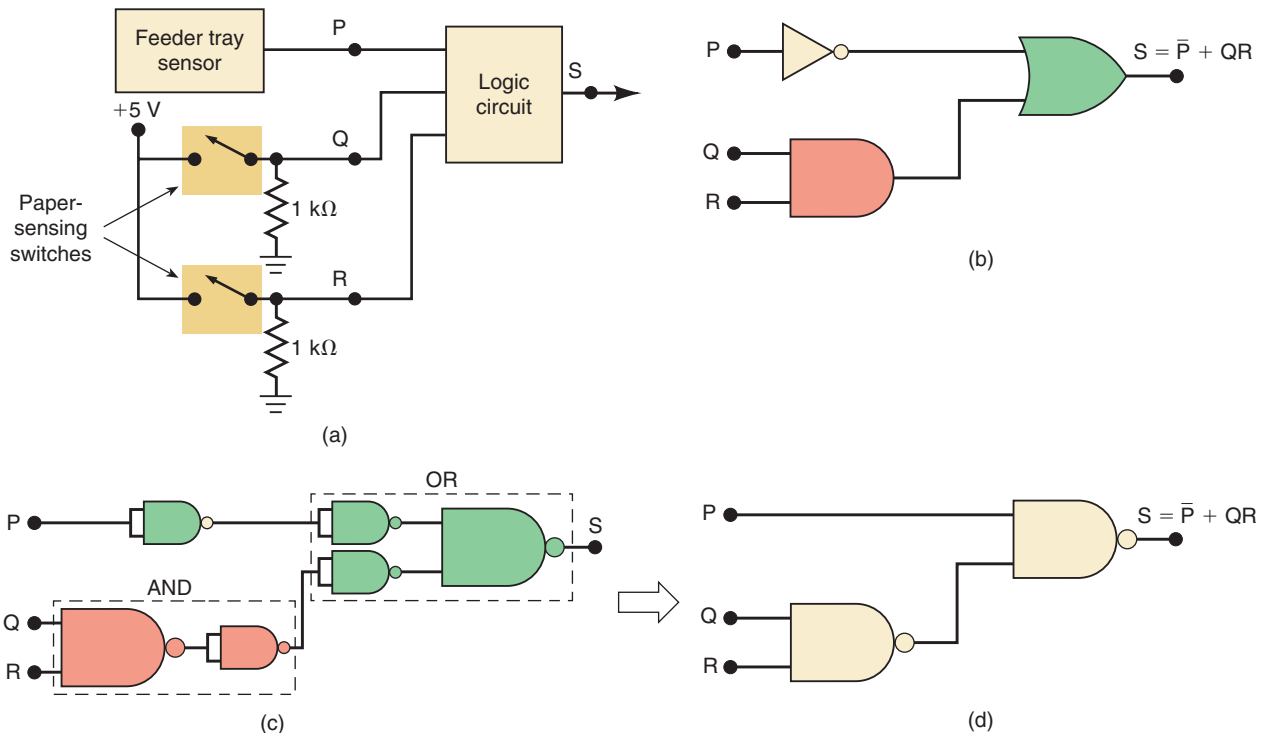 Feeder tray
sensor
P
Logic
circuit
S
+5 V
Q
Paper-
sensing
switches
1 kΩ
R
1 kΩ
(a)
P
S = P̅ + QR
Q
R
(b)
OR
P
S
AND
Q
R
(c)
P
S = P̅ + QR
Q
R
(d)